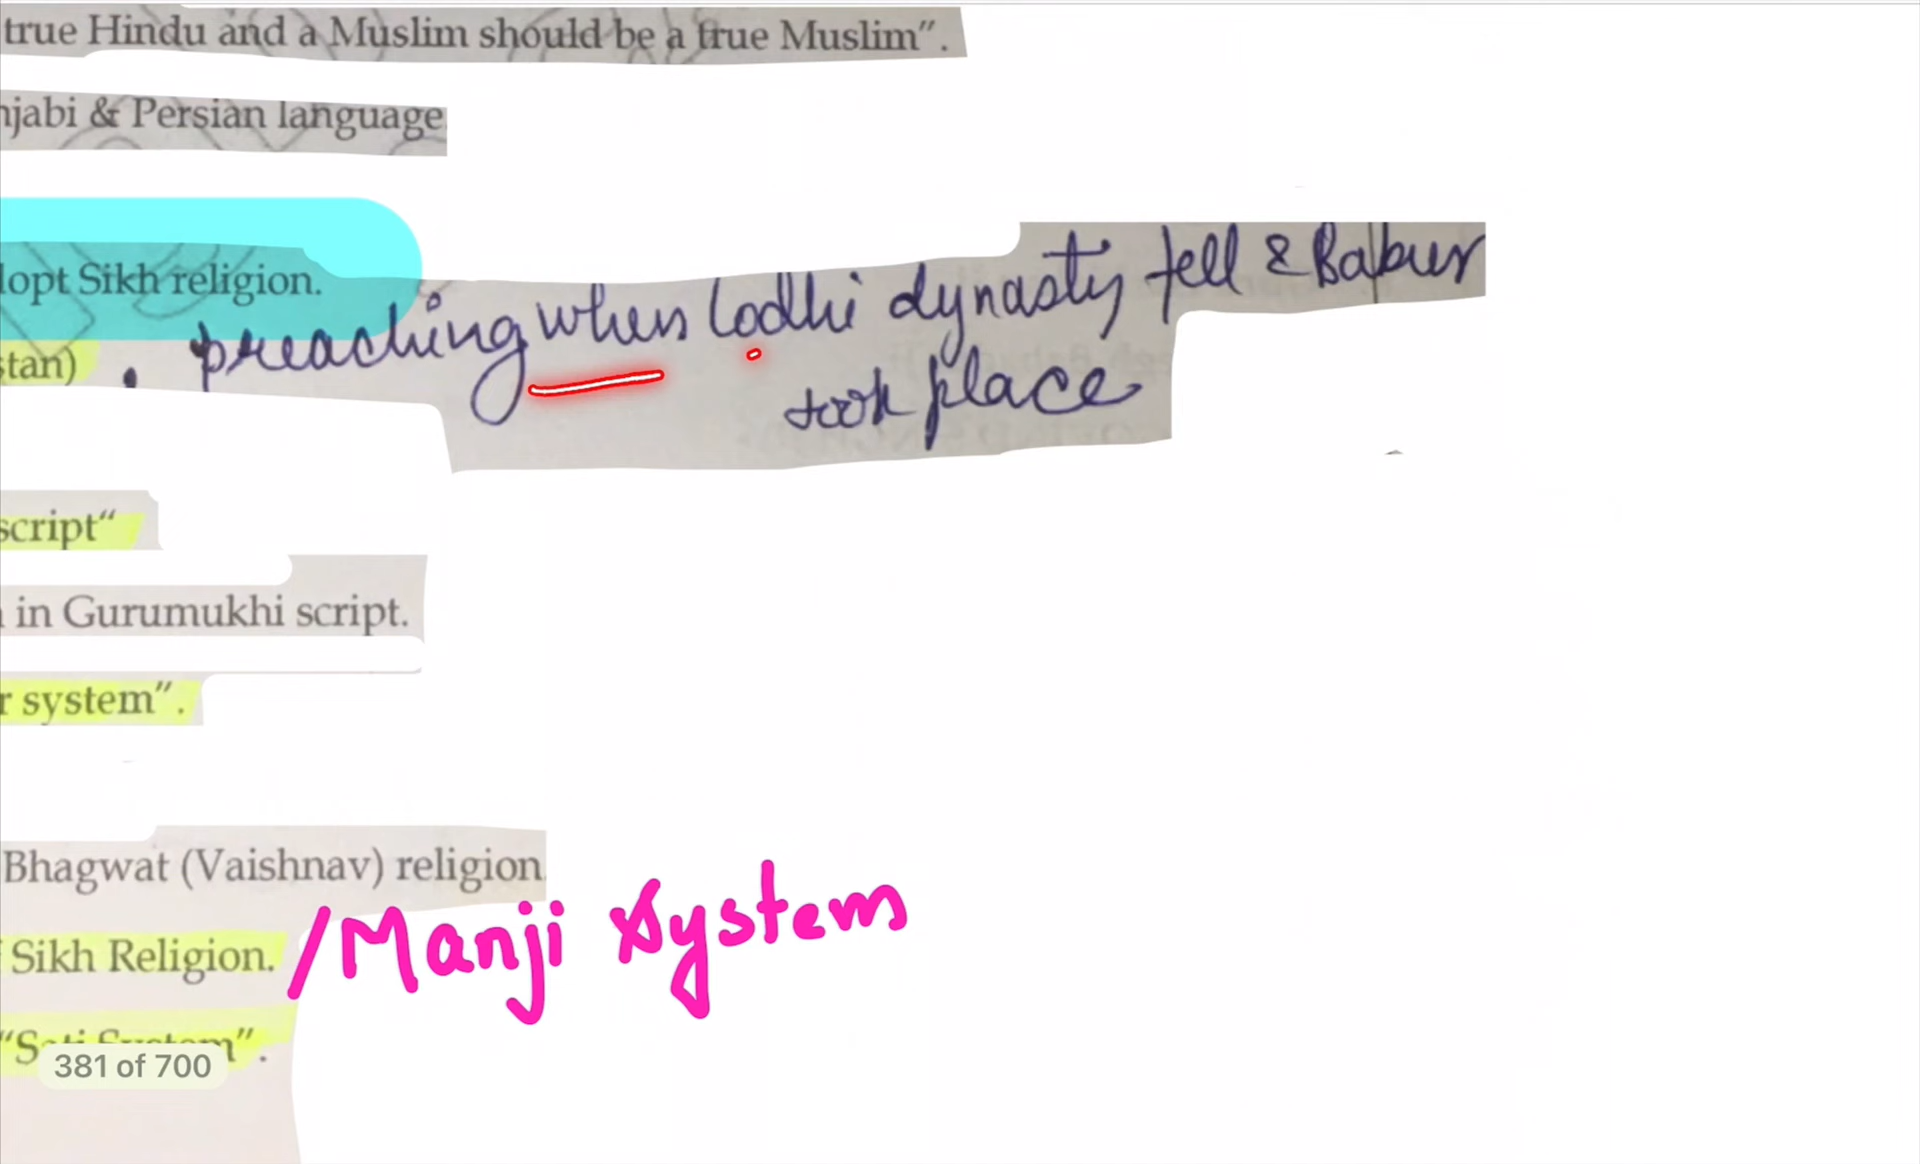 true Hindu and a Muslim should be a true Muslim”.
njabi & Persian language
lopt Sikh religion.
stan) . preaching when Lodhi dynasty fell & Babur
took place
script“
in Gurumukhi script.
r system”.
Bhagwat (Vaishnav) religion.
Sikh Religion. /Manji System
“Sati System”.
381 of 700